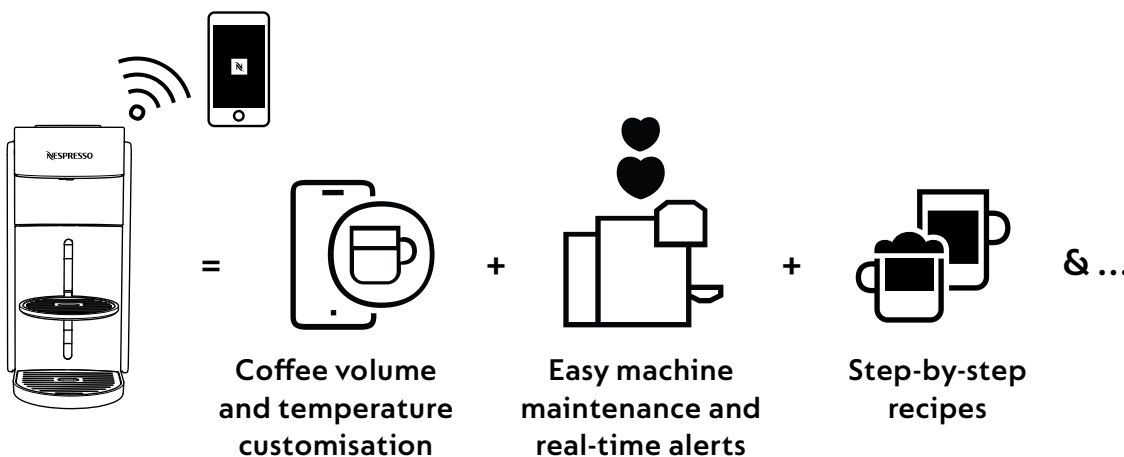 NESPRESSO
N
=
+
+
& ...
Coffee volume
and temperature
customisation
Easy machine
maintenance and
real-time alerts
Step-by-step
recipes